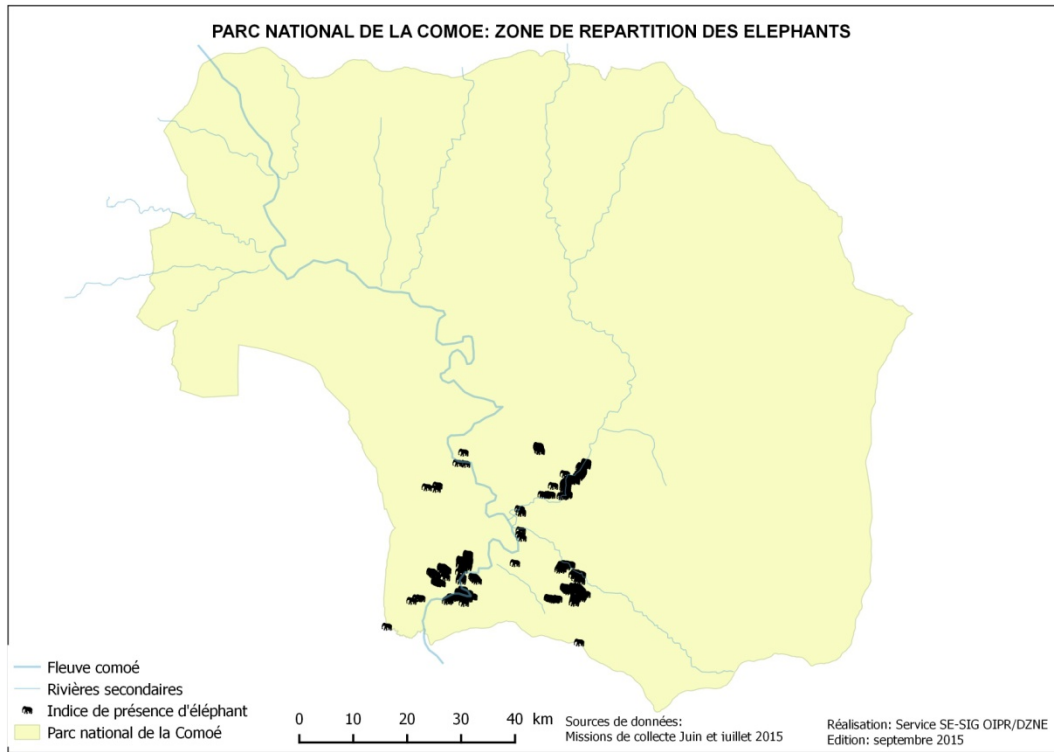 PARC NATIONAL DE LA COMOE: ZONE DE REPARTITION DES ELEPHANTS
Fleuve comoé
Rivières secondaires
Indice de présence d'éléphant
Parc national de la Comoé
0 10 20 30 40 km
Sources de données:
Missions de collecte Juin et iuillet 2015
Réalisation: Service SE-SIG OIPR/DZNE
Edition: septembre 2015